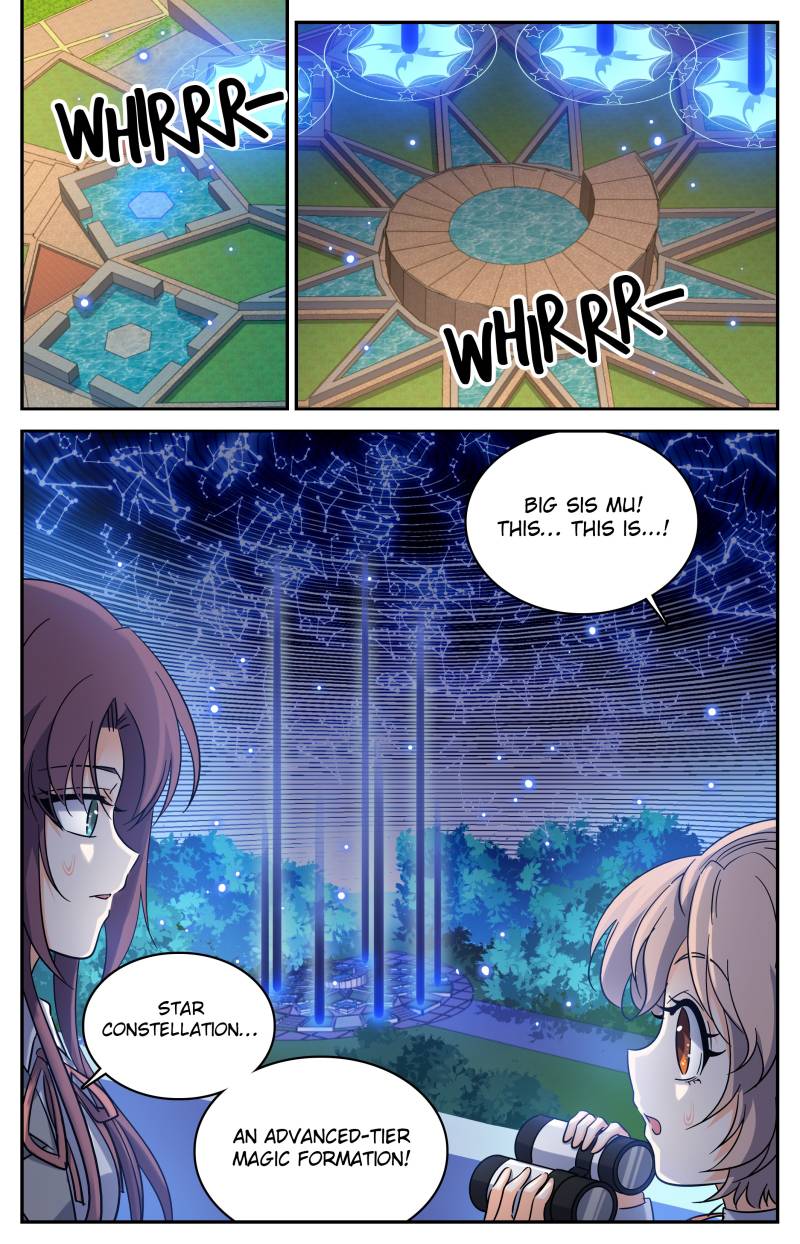 WHIRRR-
WHIRRR-
BIG SIS MU!
THIS... THIS IS...!
STAR
CONSTELLATION...
AN ADVANCED-TIER
MAGIC FORMATION!